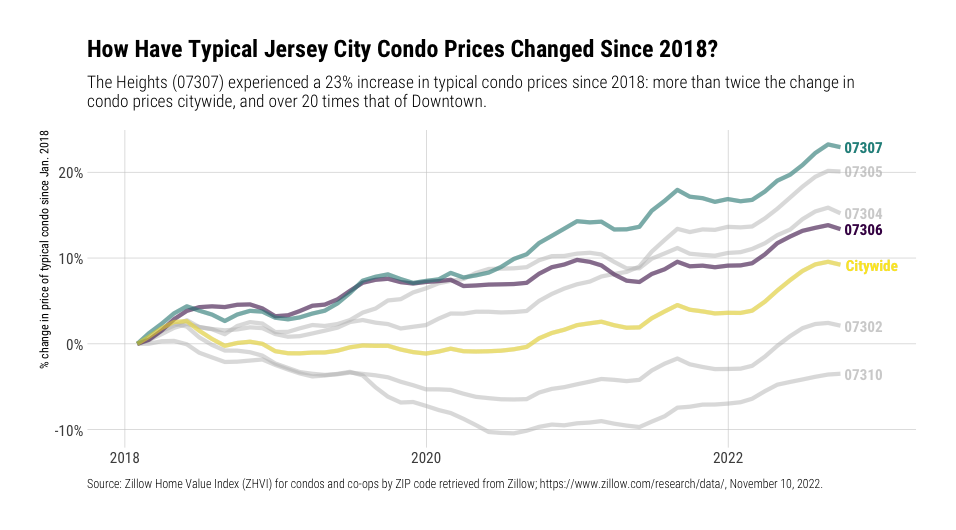 How Have Typical Jersey City Condo Prices Changed Since 2018?
The Heights (07307) experienced a 23% increase in typical condo prices since 2018: more than twice the change in
condo prices citywide, and over 20 times that of Downtown.
% change in price of typical condo since Jan. 2018
20%
10%
0%
-10%
07307
07305
07304
07306
Citywide
07302
07310
2018
2020
2022
Source: Zillow Home Value Index (ZHVI) for condos and co-ops by ZIP code retrieved from Zillow; https://www.zillow.com/research/data/, November 10, 2022.